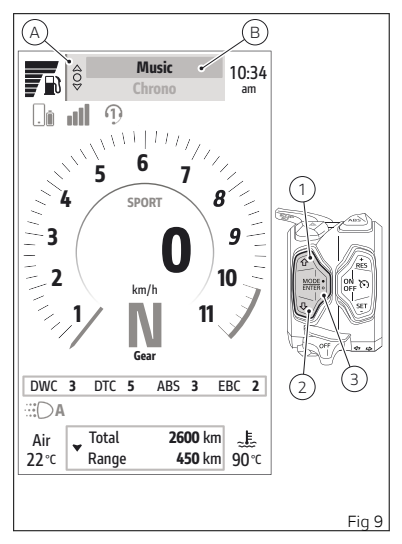 A
B
Music
Chrono
10:34
am
1
SPORT
1
2
3
4
5
6
7
8
9
10
11
0
km/h
N
Gear
DWC 3 DTC 5 ABS 3 EBC 2
A
Air
22 °C
Total 2600 km
Range 450 km
90 °C
1
ABS
+
RES
MODE
ENTER
ON
OFF
SET
-
OFF
2
3
Fig 9